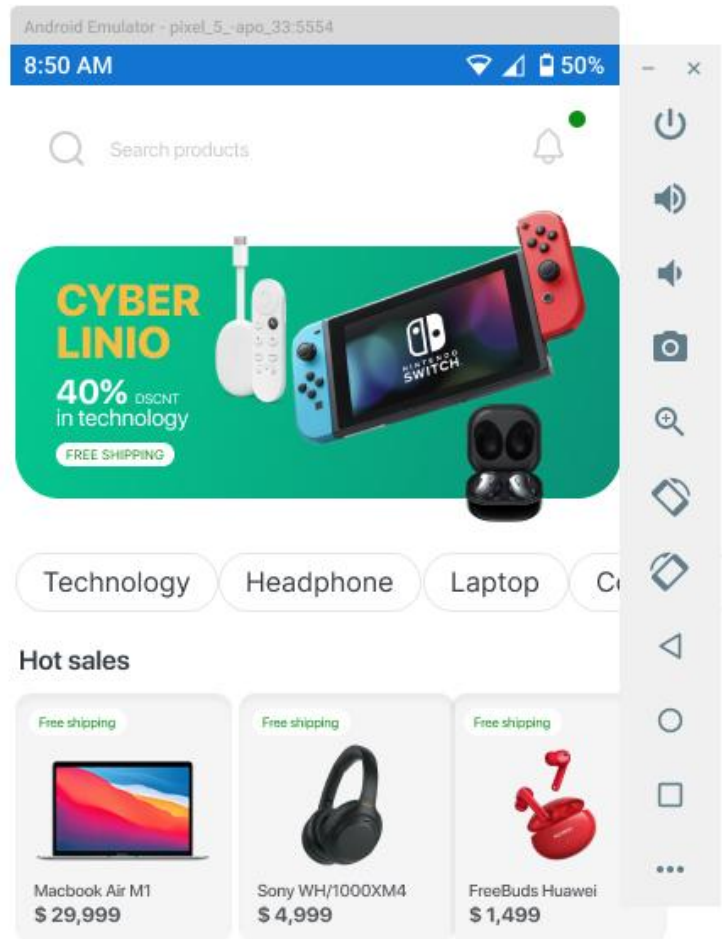 Android Emulator - pixel_5_-apo_33:5554
8:50 AM 50%
Search products
CYBER
LINIO
40% DSCNT
in technology
FREE SHIPPING
NINTENDO
SWITCH
Technology Headphone Laptop Co
Hot sales
Free shipping Free shipping Free shipping
Macbook Air M1 Sony WH/1000XM4 FreeBuds Huawei
$ 29,999 $ 4,999 $ 1,499